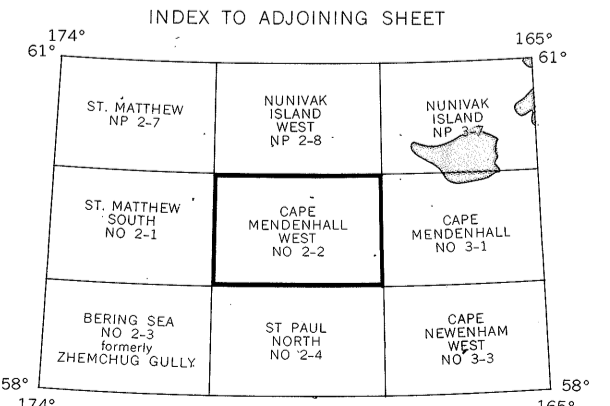 INDEX TO ADJOINING SHEET
174° 165°
61° 61°
ST. MATTHEW
NP 2-7
NUNIVAK
ISLAND
WEST
NP 2-8
NUNIVAK
ISLAND
NP 3-7
ST. MATTHEW
SOUTH
NO 2-1
CAPE
MENDENHALL
WEST
NO 2-2
CAPE
MENDENHALL
NO 3-1
BERING SEA
NO 2-3
formerly
ZHEMCHUG GULLY
ST PAUL
NORTH
NO 2-4
CAPE
NEWENHAM
WEST
NO 3-3
58° 58°
174° 165°